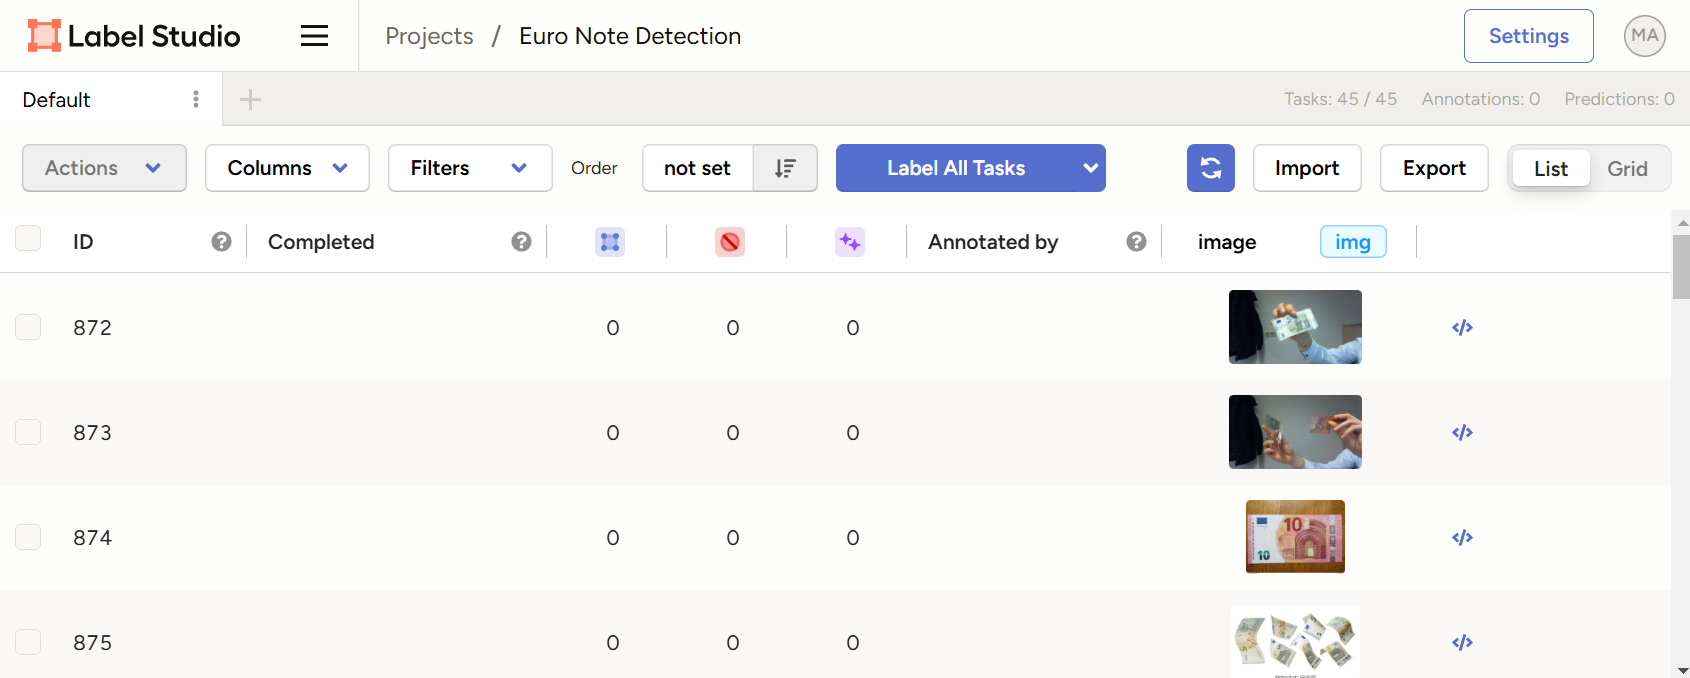 Label Studio
Projects / Euro Note Detection
Settings
MA
Default
Tasks: 45 / 45
Annotations: 0
Predictions: 0
Actions
Columns
Filters
Order
not set
Label All Tasks
Import
Export
List
Grid
ID
Completed
Annotated by
image
img
872
0
0
0
873
0
0
0
874
0
0
0
10
10
875
0
0
0